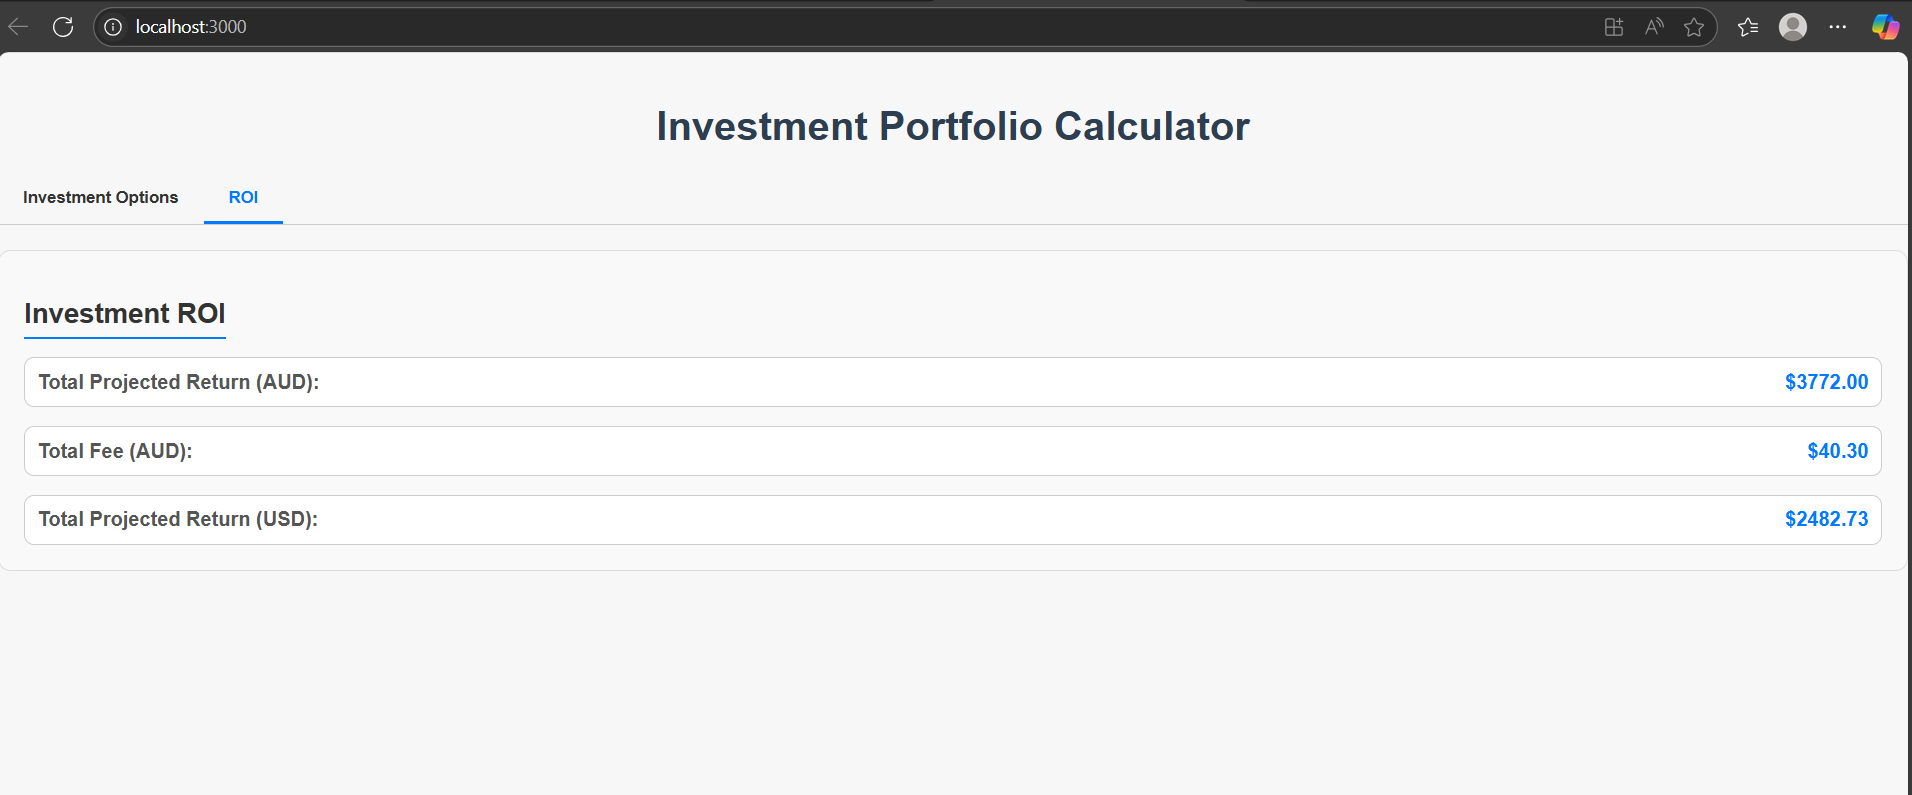 localhost:3000
Investment Portfolio Calculator
Investment Options ROI
Investment ROI
Total Projected Return (AUD): $3772.00
Total Fee (AUD): $40.30
Total Projected Return (USD): $2482.73